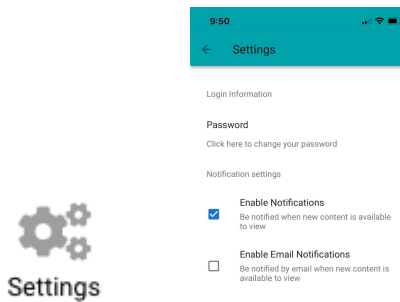 9:50
Settings
Login Information
Password
Click here to change your password
Notification settings
Enable Notifications
Be notified when new content is available
to view
Enable Email Notifications
Be notified by email when new content is
available to view
Settings